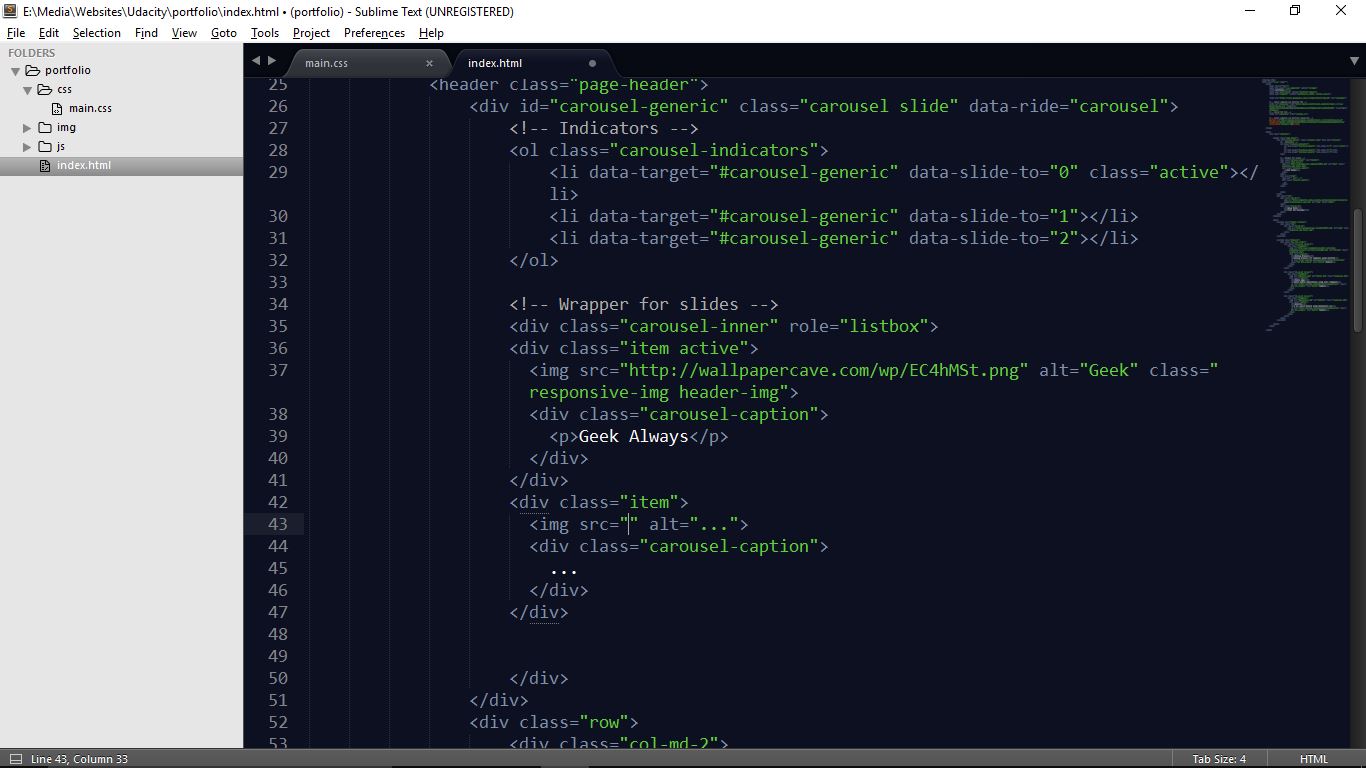 E:\Media\Websites\Udacity\portfolio\index.html • (portfolio) - Sublime Text (UNREGISTERED)
File Edit Selection Find View Goto Tools Project Preferences Help
FOLDERS
portfolio
css
main.css
img
js
index.html
main.css ×
index.html
25 <header class="page-header">
26 <div id="carousel-generic" class="carousel slide" data-ride="carousel">
27 <!-- Indicators -->
28 <ol class="carousel-indicators">
29 <li data-target="#carousel-generic" data-slide-to="0" class="active"></
li>
30 <li data-target="#carousel-generic" data-slide-to="1"></li>
31 <li data-target="#carousel-generic" data-slide-to="2"></li>
32 </ol>
33
34 <!-- Wrapper for slides -->
35 <div class="carousel-inner" role="listbox">
36 <div class="item active">
37 <img src="http://wallpapercave.com/wp/EC4hMSt.png" alt="Geek" class="
responsive-img header-img">
38 <div class="carousel-caption">
39 <p>Geek Always</p>
40 </div>
41 </div>
42 <div class="item">
43 <img src="" alt="...">
44 <div class="carousel-caption">
45 ...
46 </div>
47 </div>
48
49
50 </div>
51 </div>
52 <div class="row">
53 <div class="col-md-2">
Line 43, Column 33
Tab Size: 4
HTML